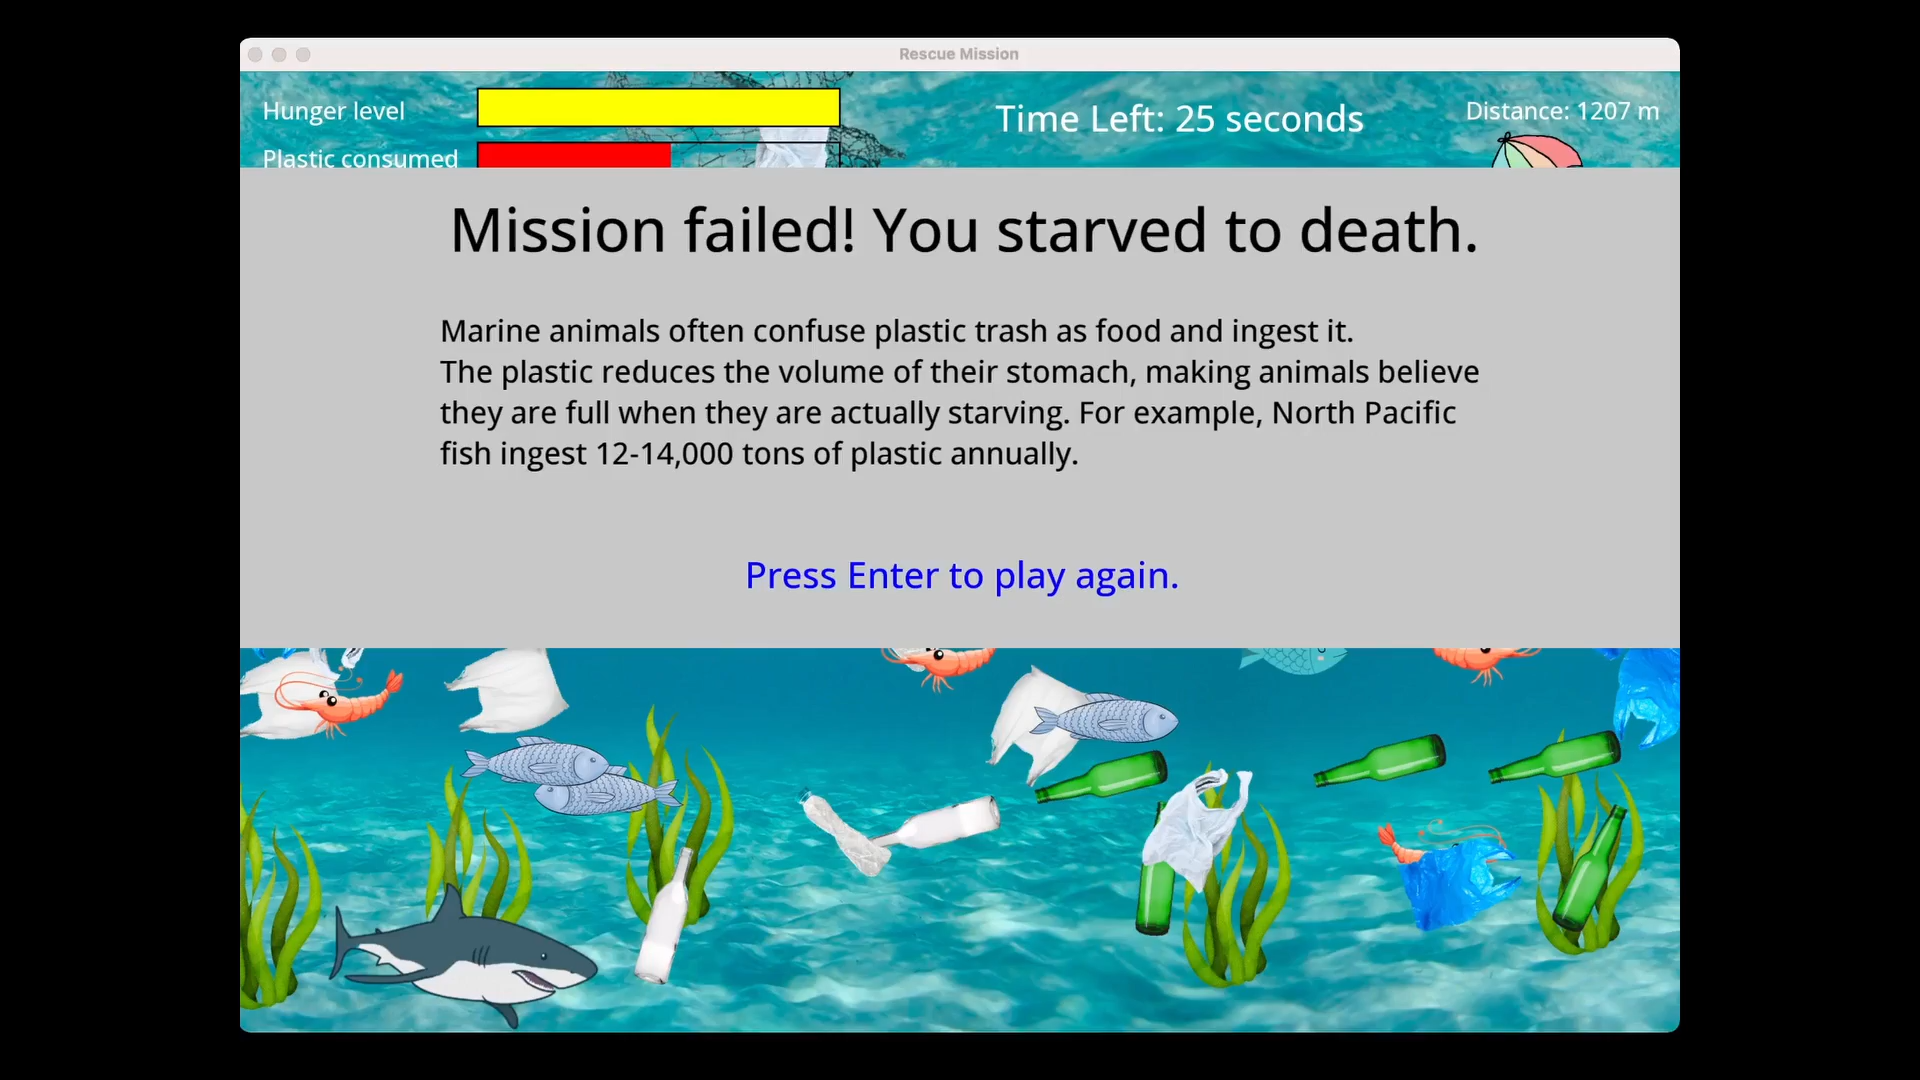 Rescue Mission
Hunger level
Time Left: 25 seconds
Distance: 1207 m
Plastic consumed
Mission failed! You starved to death.
Marine animals often confuse plastic trash as food and ingest it.
The plastic reduces the volume of their stomach, making animals believe
they are full when they are actually starving. For example, North Pacific
fish ingest 12-14,000 tons of plastic annually.
Press Enter to play again.